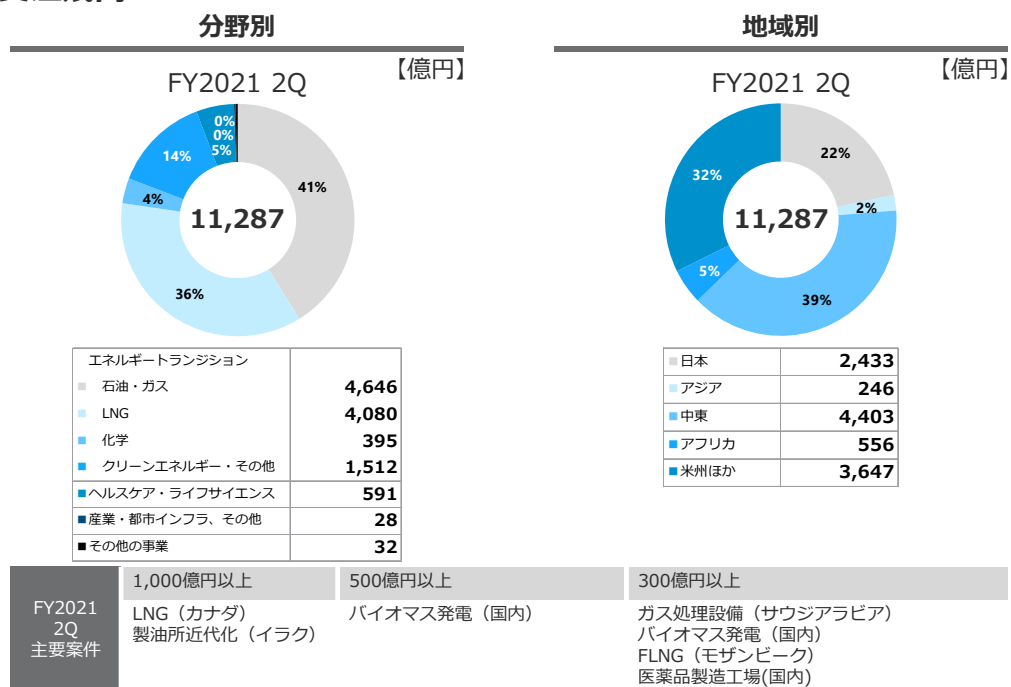 分野別
【億円】
FY2021 2Q
0%
0%
5%
14%
4%
41%
36%
11,287
エネルギートランジション
石油・ガス 4,646
LNG 4,080
化学 395
クリーンエネルギー・その他 1,512
ヘルスケア・ライフサイエンス 591
産業・都市インフラ、その他 28
その他の事業 32
地域別
【億円】
FY2021 2Q
22%
2%
32%
5%
39%
11,287
日本 2,433
アジア 246
中東 4,403
アフリカ 556
米州ほか 3,647
FY2021
2Q
主要案件
1,000億円以上
LNG（カナダ）
製油所近代化（イラク）
500億円以上
バイオマス発電（国内）
300億円以上
ガス処理設備（サウジアラビア）
バイオマス発電（国内）
FLNG（モザンビーク）
医薬品製造工場(国内)